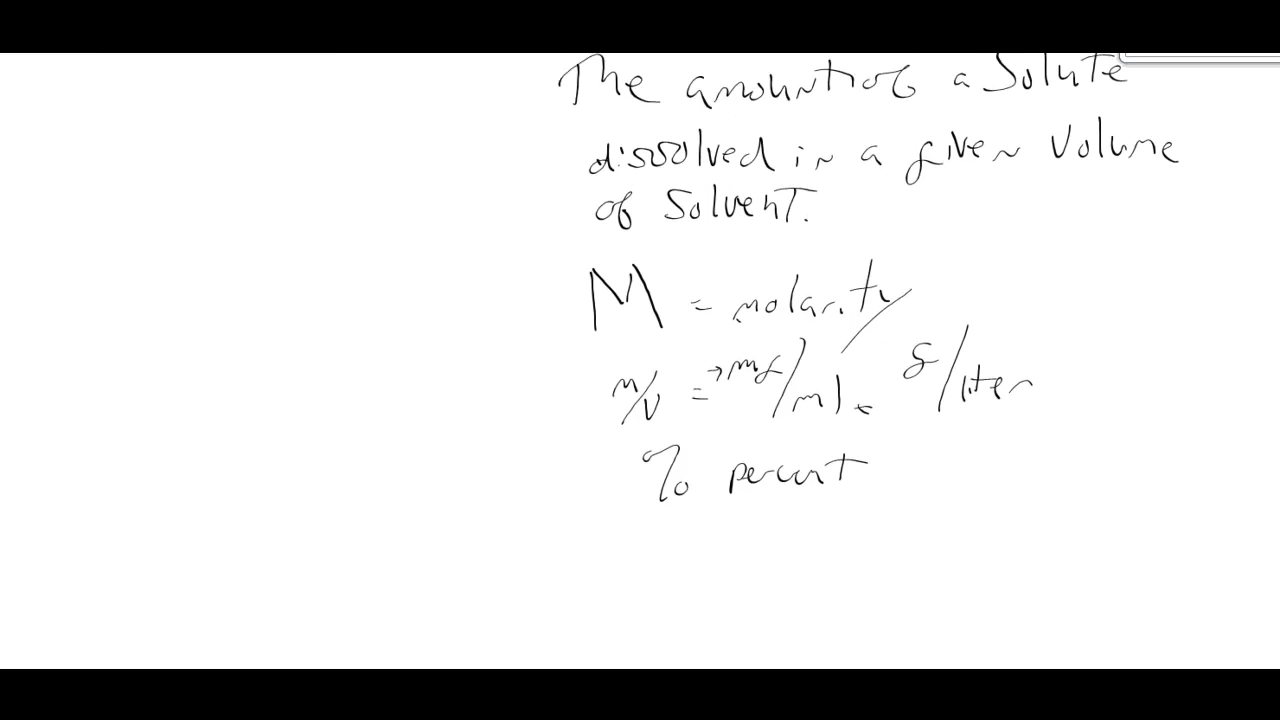 The amount of a solute
dissolved in a given volume
of solvent.
M = molarity
m/v = → mg/ml. g/liter
% percent